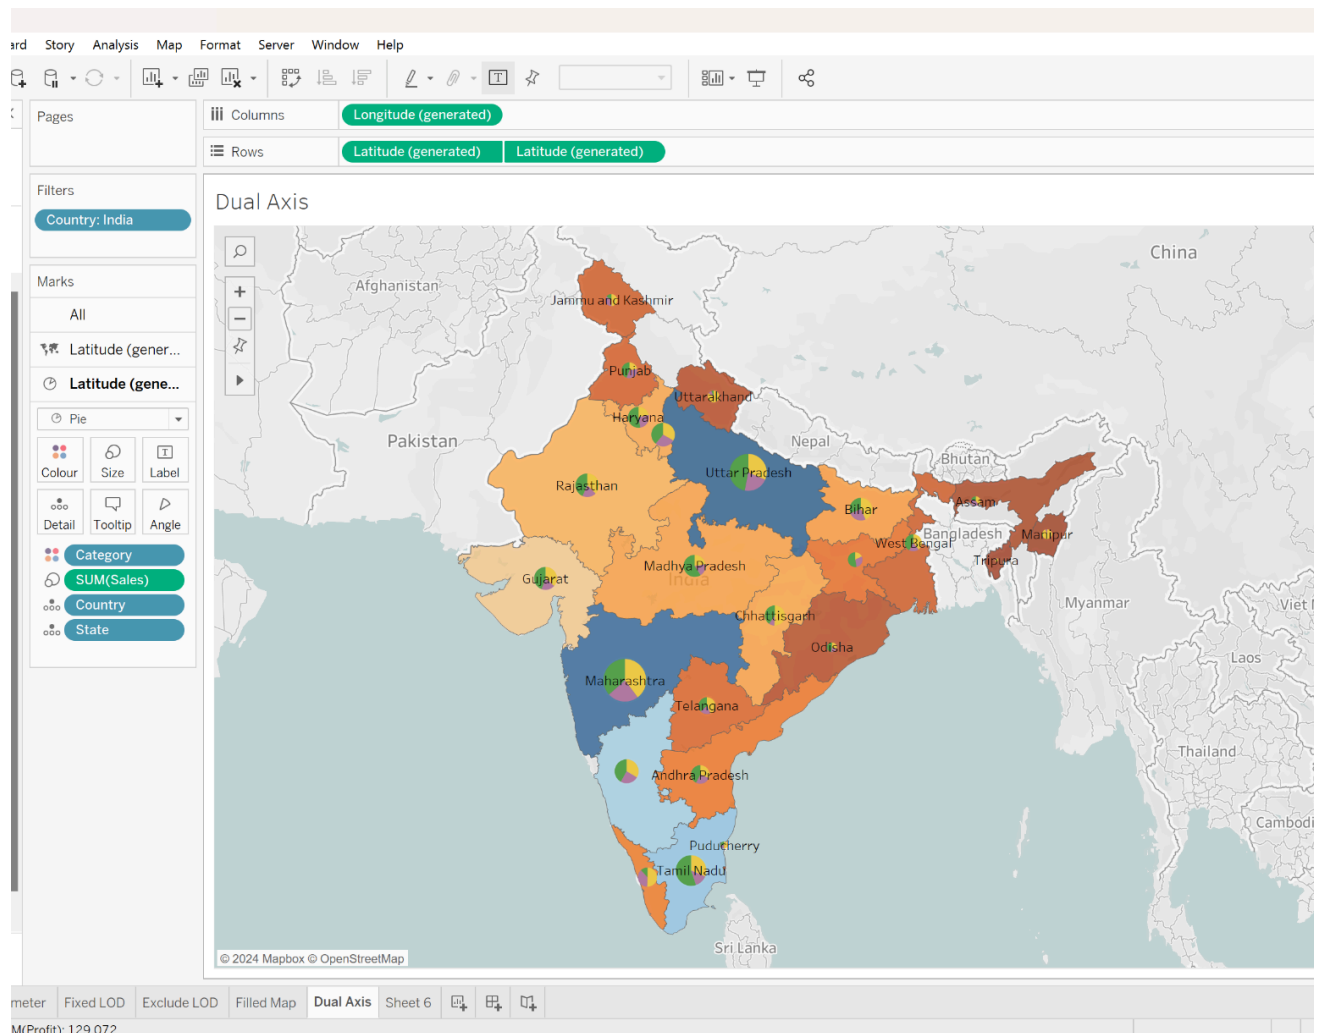 ard Story Analysis Map Format Server Window Help
Pages
Columns
Longitude (generated)
Rows
Latitude (generated) Latitude (generated)
Filters
Country: India
Marks
All
Latitude (gener...
Latitude (gene...
Pie
Colour Size Label
Detail Tooltip Angle
Category
SUM(Sales)
Country
State
Dual Axis
China
Afghanistan
Jammu and Kashmir
Punjab
Uttarakhand
Haryana
Pakistan
Nepal
Bhutan
Uttar Pradesh
Rajasthan
Assam
Bihar
Bangladesh
Manipur
West Bengal
Tripura
Madhya Pradesh
India
Gujarat
Myanmar
Viet
Chhattisgarh
Odisha
Laos
Maharashtra
Telangana
Thailand
Andhra Pradesh
Cambodi
Puducherry
Tamil Nadu
Sri Lanka
© 2024 Mapbox © OpenStreetMap
meter Fixed LOD Exclude LOD Filled Map Dual Axis Sheet 6
M(Profit): 129,072